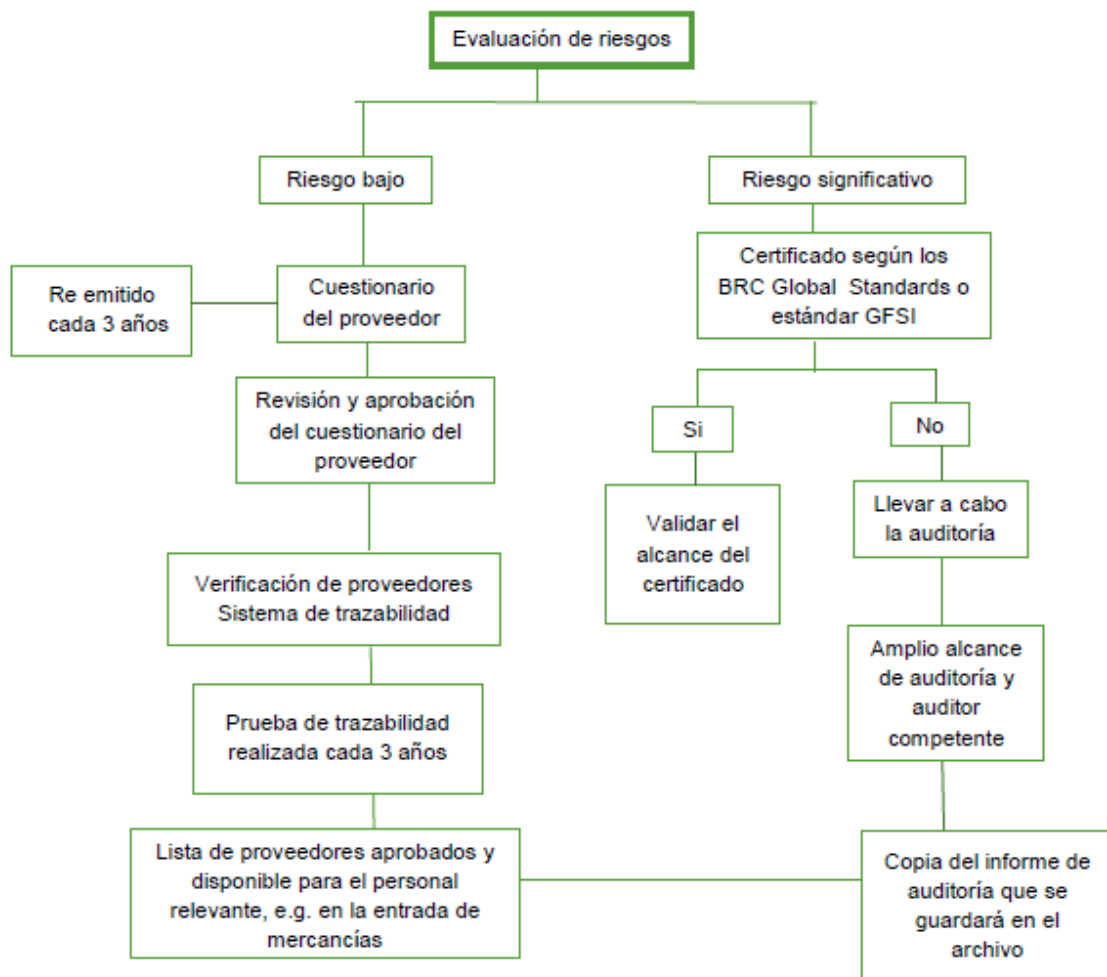 Evaluación de riesgos
Riesgo bajo
Riesgo significativo
Certificado según los
BRC Global Standards o
estándar GFSI
Re emitido
cada 3 años
Cuestionario
del proveedor
Revisión y aprobación
del cuestionario del
proveedor
Si
No
Validar el
alcance del
certificado
Llevar a cabo
la auditoría
Verificación de proveedores
Sistema de trazabilidad
Amplio alcance
de auditoría y
auditor
competente
Prueba de trazabilidad
realizada cada 3 años
Lista de proveedores aprobados y
disponible para el personal
relevante, e.g. en la entrada de
mercancías
Copia del informe de
auditoría que se
guardará en el
archivo